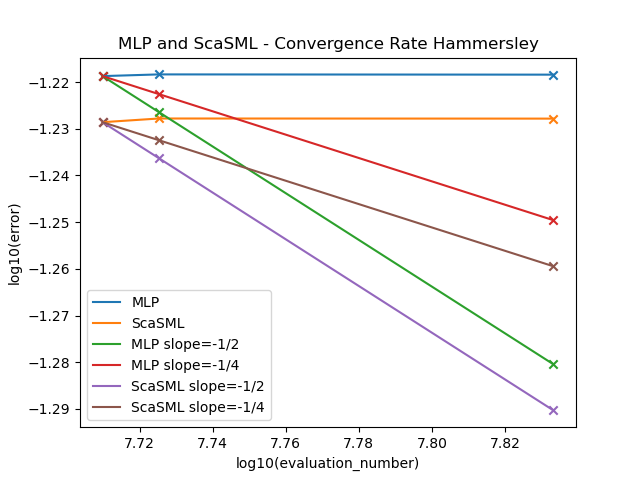 MLP and ScaSML - Convergence Rate Hammersley
−1.22
−1.23
−1.24
−1.25
−1.26
−1.27
−1.28
−1.29
log10(error)
MLP
ScaSML
MLP slope=-1/2
MLP slope=-1/4
ScaSML slope=-1/2
ScaSML slope=-1/4
7.72 7.74 7.76 7.78 7.80 7.82
log10(evaluation_number)